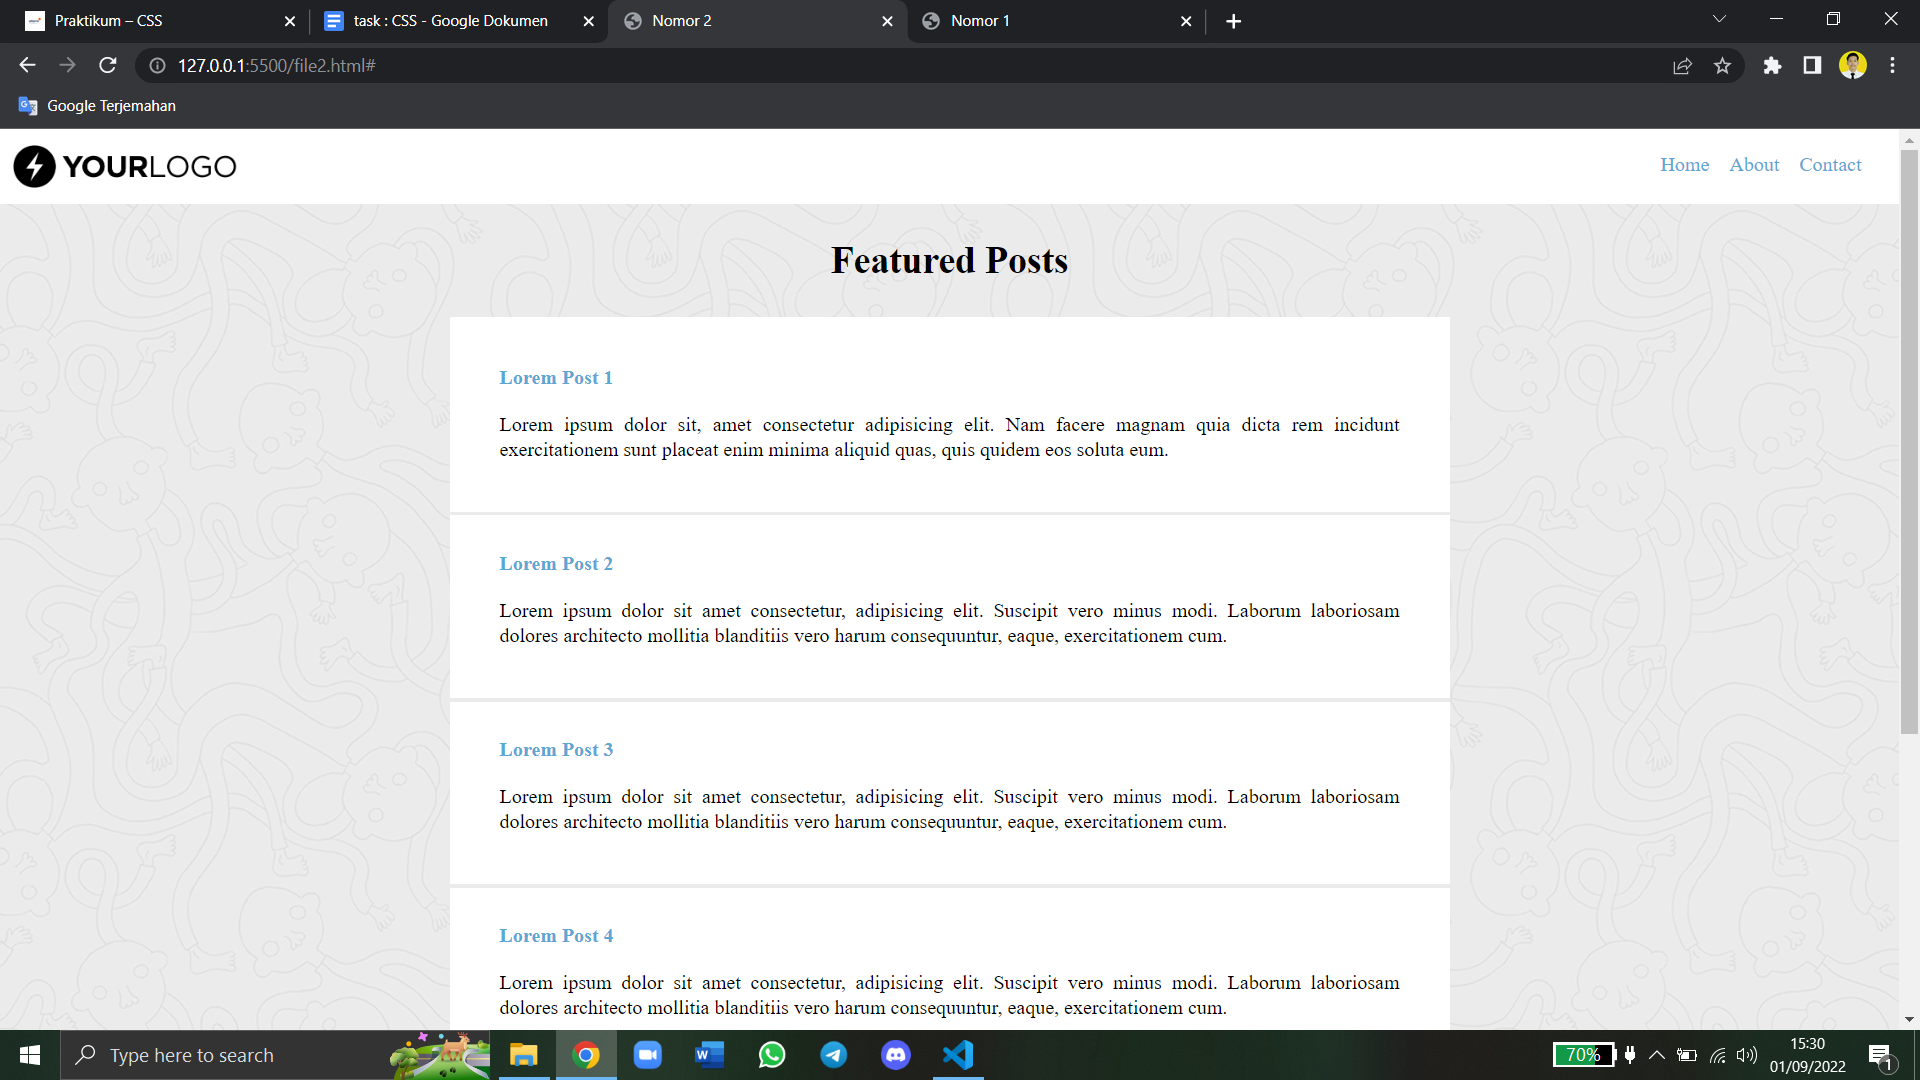 Praktikum – CSS
task : CSS - Google Dokumen
Nomor 2
Nomor 1
127.0.0.1:5500/file2.html#
Google Terjemahan
YOURLOGO
Home About Contact
Featured Posts
Lorem Post 1
Lorem ipsum dolor sit, amet consectetur adipisicing elit. Nam facere magnam quia dicta rem incidunt
exercitationem sunt placeat enim minima aliquid quas, quis quidem eos soluta eum.
Lorem Post 2
Lorem ipsum dolor sit amet consectetur, adipisicing elit. Suscipit vero minus modi. Laborum laboriosam
dolores architecto mollitia blanditiis vero harum consequuntur, eaque, exercitationem cum.
Lorem Post 3
Lorem ipsum dolor sit amet consectetur, adipisicing elit. Suscipit vero minus modi. Laborum laboriosam
dolores architecto mollitia blanditiis vero harum consequuntur, eaque, exercitationem cum.
Lorem Post 4
Lorem ipsum dolor sit amet consectetur, adipisicing elit. Suscipit vero minus modi. Laborum laboriosam
dolores architecto mollitia blanditiis vero harum consequuntur, eaque, exercitationem cum.
Type here to search
70%
15:30
01/09/2022
1